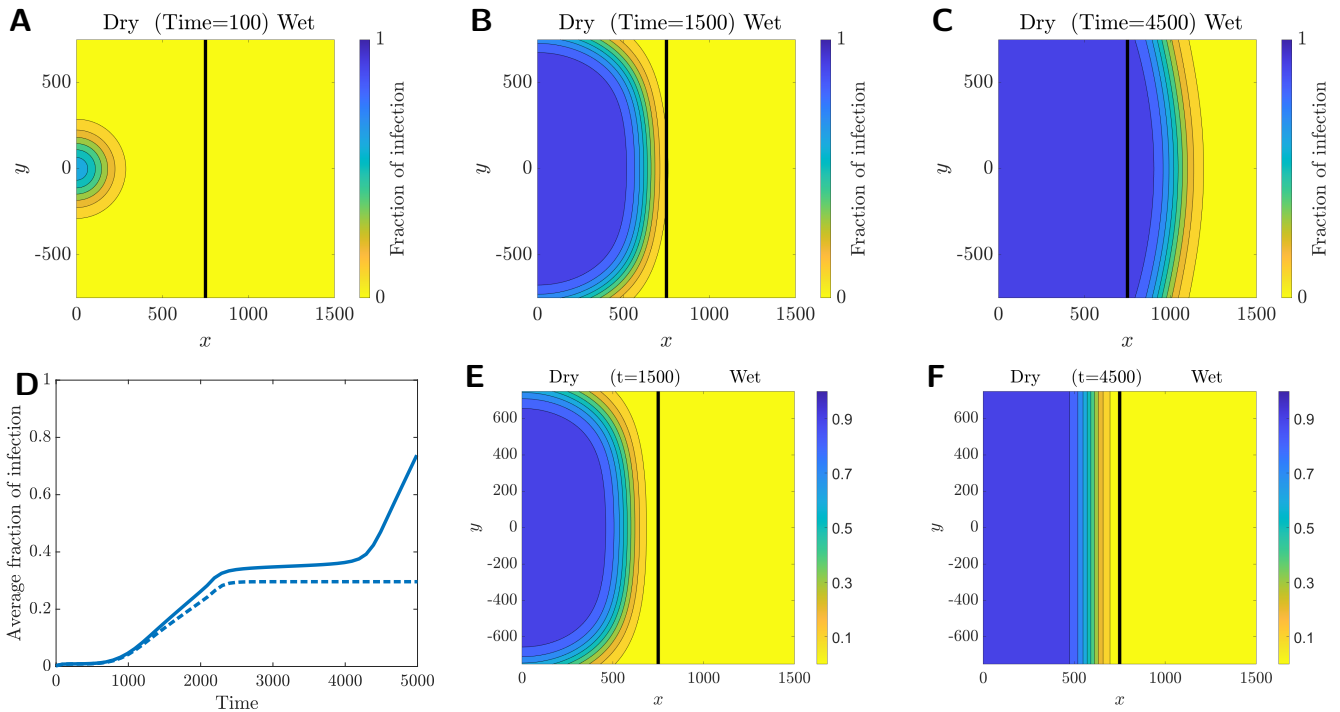 A
Dry (Time=100) Wet
500
0
-500
y
0
500
1000
1500
x
1
0
Fraction of infection
B
Dry (Time=1500) Wet
500
0
-500
y
0
500
1000
1500
x
1
0
Fraction of infection
C
Dry (Time=4500) Wet
500
0
-500
y
0
500
1000
1500
x
1
0
Fraction of infection
D
1
0.8
0.6
0.4
0.2
0
Average fraction of infection
0
1000
2000
3000
4000
5000
Time
E
Dry (t=1500) Wet
600
400
200
0
-200
-400
-600
y
0
500
1000
1500
x
0.9
0.7
0.5
0.3
0.1
F
Dry (t=4500) Wet
600
400
200
0
-200
-400
-600
y
0
500
1000
1500
x
0.9
0.7
0.5
0.3
0.1